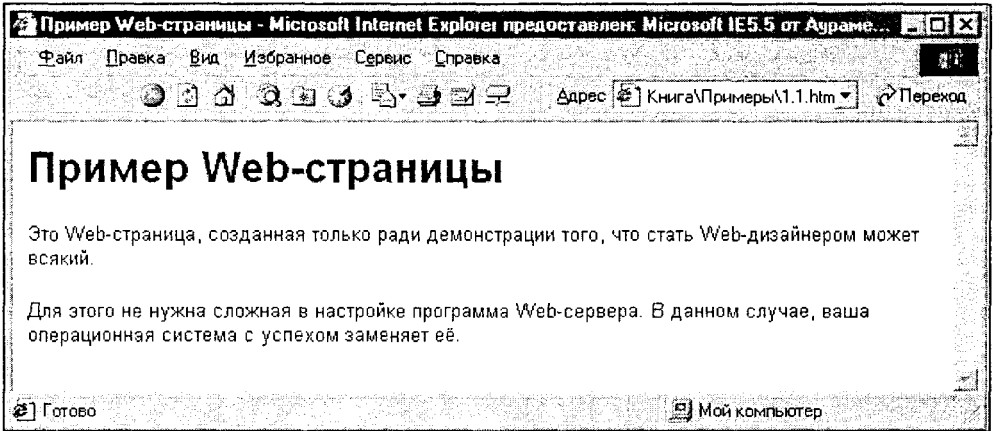 Пример Web-страницы - Microsoft Internet Explorer предоставлен: Microsoft IE5.5 от Аураме...
Файл Правка Вид Избранное Сервис Справка
Адрес Книга\Примеры\1.1.htm Переход
Пример Web-страницы
Это Web-страница, созданная только ради демонстрации того, что стать Web-дизайнером может
всякий.
Для этого не нужна сложная в настройке программа Web-сервера. В данном случае, ваша
операционная система с успехом заменяет её.
Готово Мой компьютер